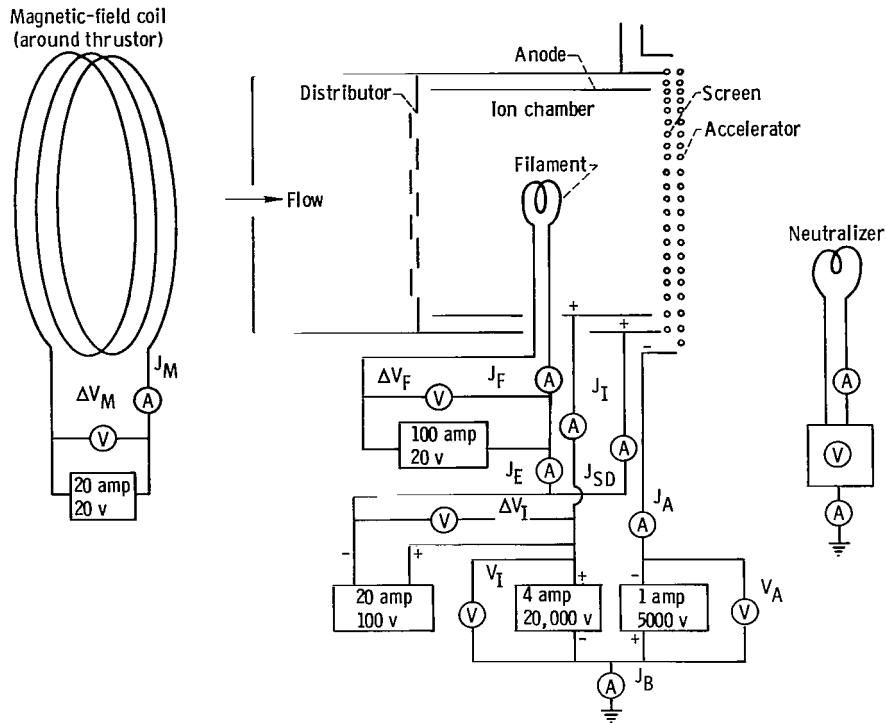 Magnetic-field coil
(around thrustor)
Anode
Distributor
Ion chamber
Screen
Accelerator
Filament
Flow
Neutralizer
J_M
ΔV_M
V
A
20 amp
20 v
ΔV_F
J_F
A
V
100 amp
20 v
J_E
A
J_I
A
J_SD
A
+
+
-
J_A
A
ΔV_I
V
-
+
20 amp
100 v
V_I
V
+
4 amp
20,000 v
-
-
1 amp
5000 v
+
V_A
V
J_B
A
A
V
A